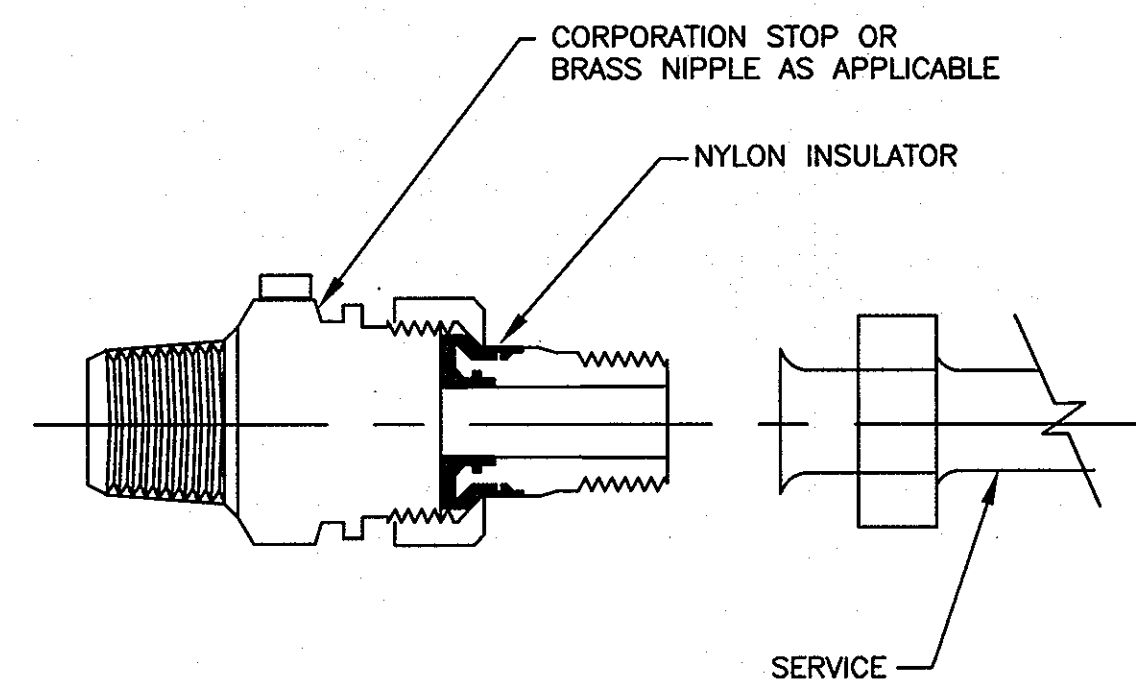 CORPORATION STOP OR
BRASS NIPPLE AS APPLICABLE
NYLON INSULATOR
SERVICE